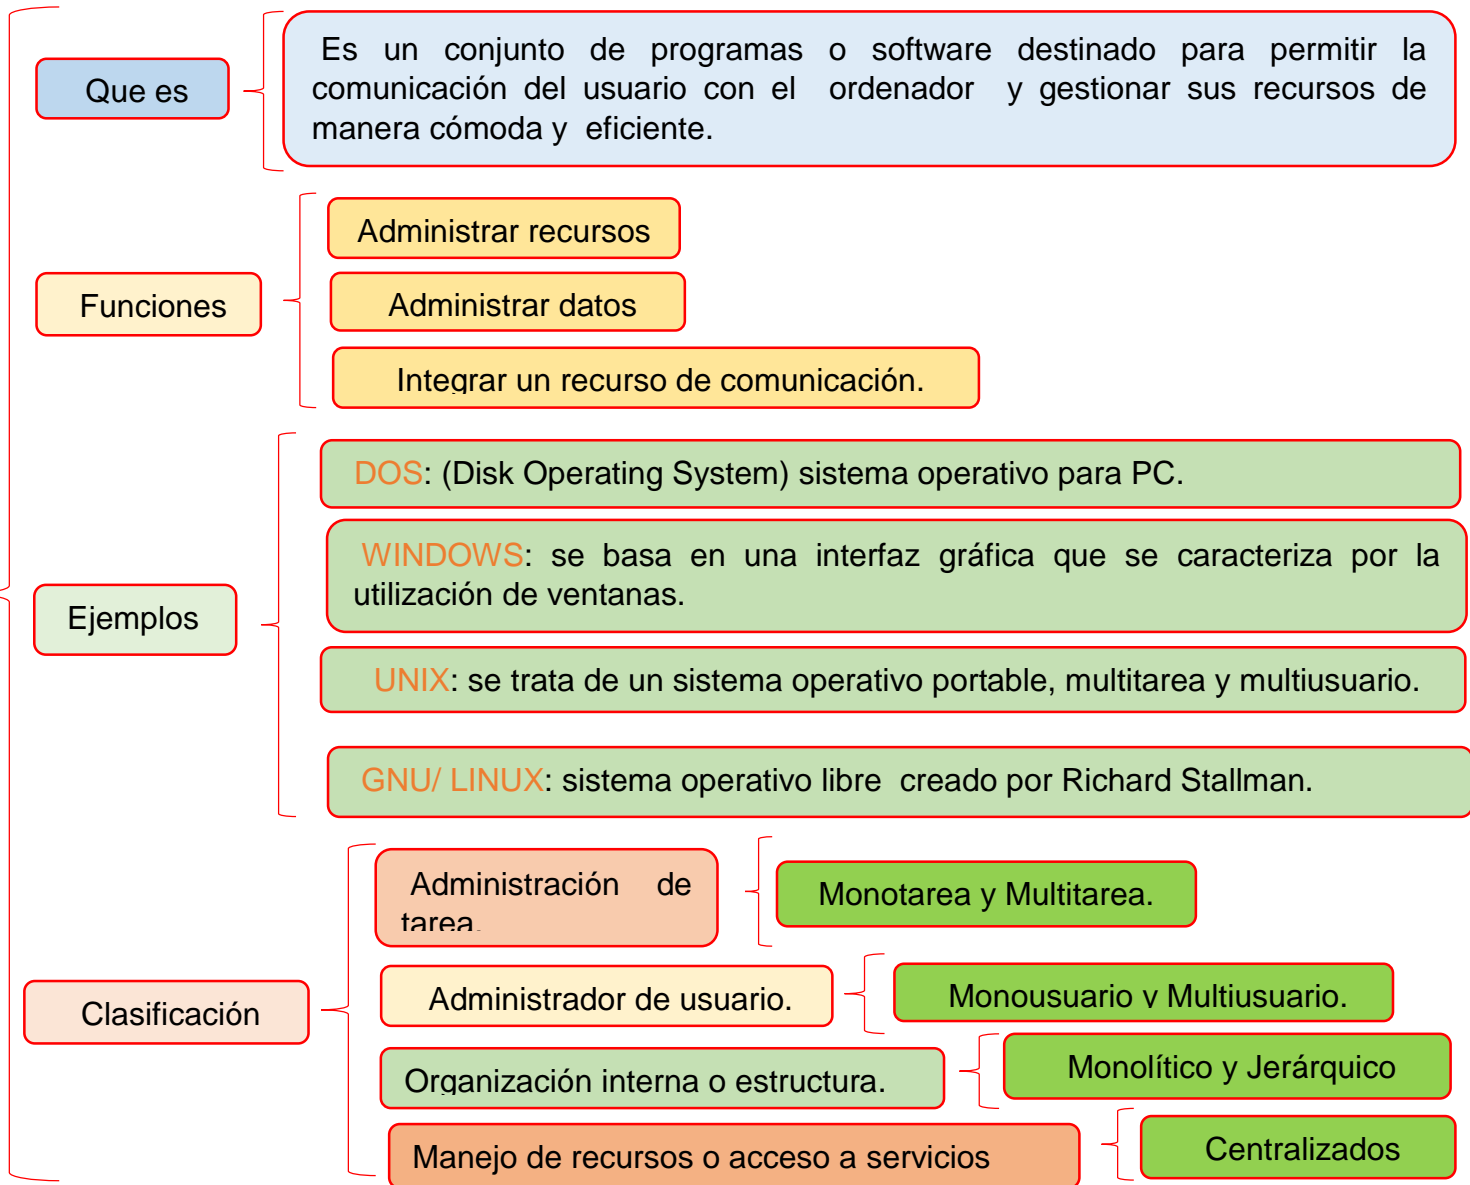 Que es
Es un conjunto de programas o software destinado para permitir la
comunicación del usuario con el ordenador y gestionar sus recursos de
manera cómoda y eficiente.
Funciones
Administrar recursos
Administrar datos
Integrar un recurso de comunicación.
Ejemplos
DOS: (Disk Operating System) sistema operativo para PC.
WINDOWS: se basa en una interfaz gráfica que se caracteriza por la
utilización de ventanas.
UNIX: se trata de un sistema operativo portable, multitarea y multiusuario.
GNU/ LINUX: sistema operativo libre creado por Richard Stallman.
Clasificación
Administración de
tarea.
Monotarea y Multitarea.
Administrador de usuario.
Monousuario y Multiusuario.
Organización interna o estructura.
Monolítico y Jerárquico
Manejo de recursos o acceso a servicios
Centralizados